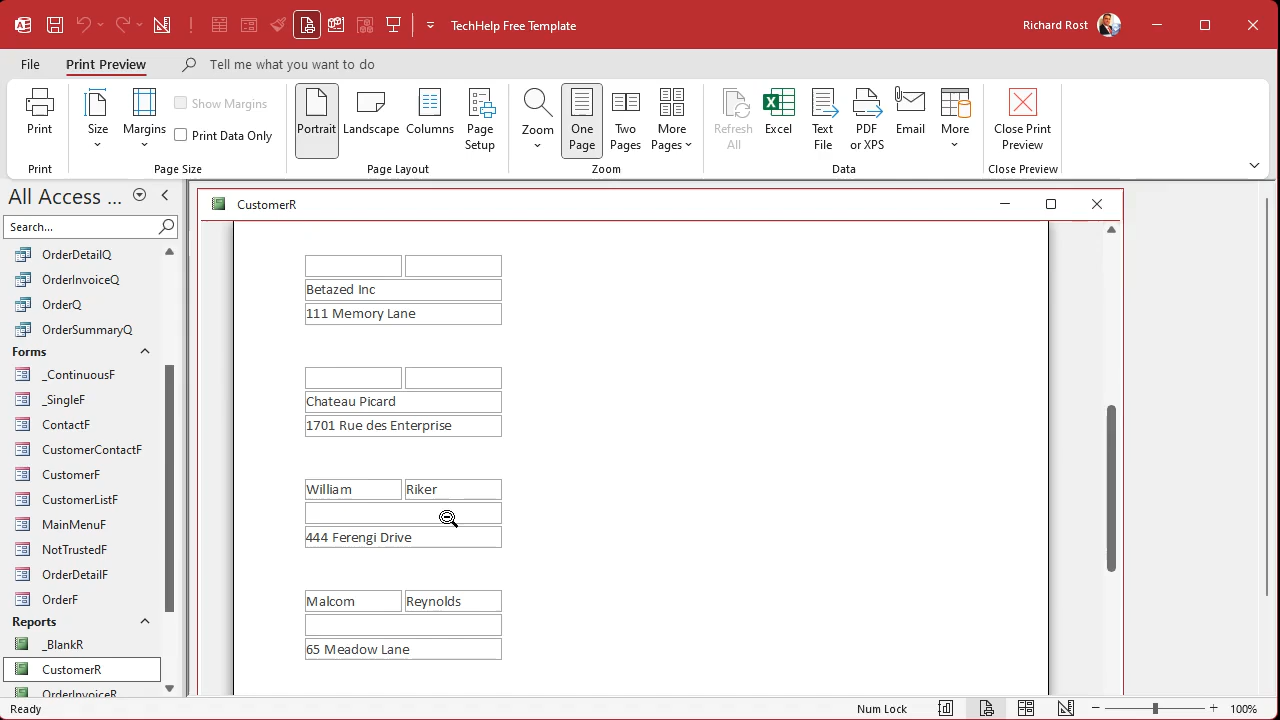 TechHelp Free Template
Richard Rost
File
Print Preview
Tell me what you want to do
Print
Size
Margins
Show Margins
Print Data Only
Portrait
Landscape
Columns
Page Setup
Zoom
One Page
Two Pages
More Pages
Refresh All
Excel
Text File
PDF or XPS
Email
More
Close Print Preview
Print
Page Size
Page Layout
Zoom
Data
Close Preview
All Access ...
Search...
OrderDetailQ
OrderInvoiceQ
OrderQ
OrderSummaryQ
Forms
_ContinuousF
_SingleF
ContactF
CustomerContactF
CustomerF
CustomerListF
MainMenuF
NotTrustedF
OrderDetailF
OrderF
Reports
_BlankR
CustomerR
OrderInvoiceR
CustomerR
Betazed Inc
111 Memory Lane
Chateau Picard
1701 Rue des Enterprise
William Riker
444 Ferengi Drive
Malcom Reynolds
65 Meadow Lane
Ready
Num Lock
100%